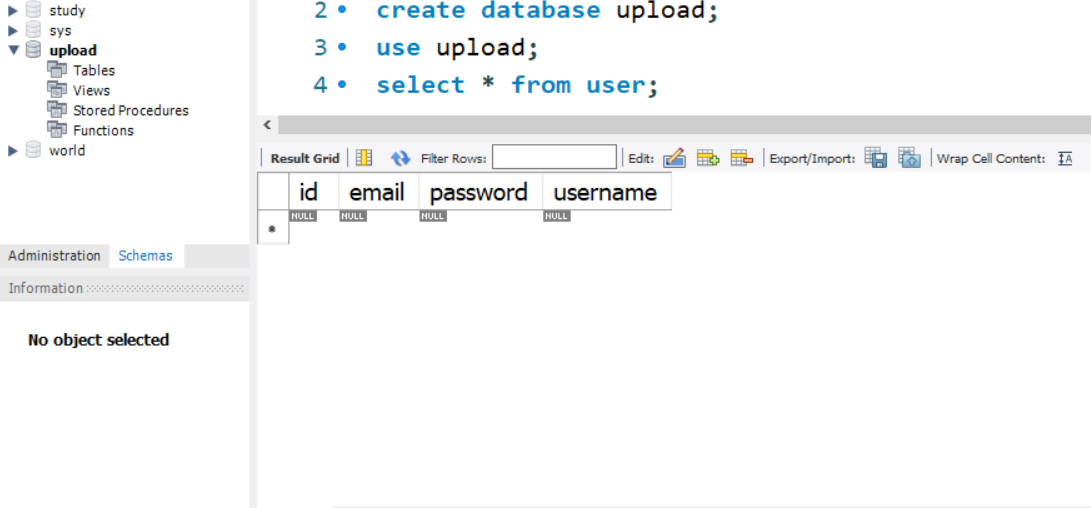 study
sys
upload
Tables
Views
Stored Procedures
Functions
world
Administration Schemas
Information
No object selected
2 create database upload;
3 use upload;
4 select * from user;
Result Grid Filter Rows: Edit: Export/Import: Wrap Cell Content: IA
id email password username
* NULL NULL NULL NULL